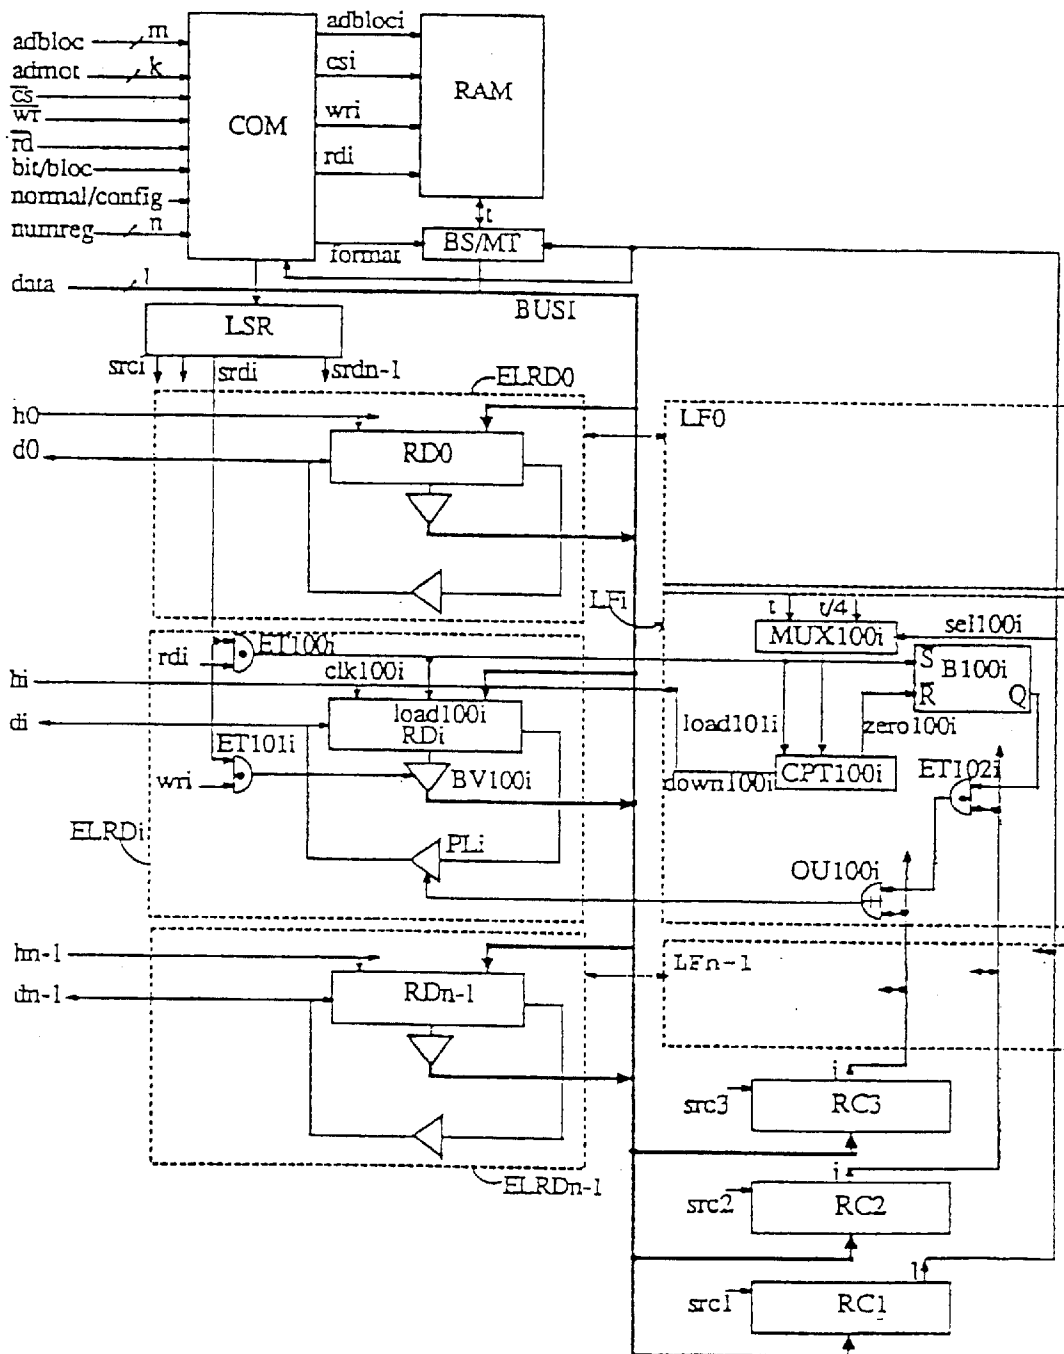 adbloc m
admot k
cs
wr
rd
bit/bloc
normal/config
numreg n
data l
COM
adbloci
csi
wri
rdi
format
RAM
t
BS/MT
BUSI
LSR
srci srdi srdn-1
ELRD0
h0
d0
RD0
LF0
LFi
t t/4
MUX100i
sel100i
ET100i
rdi
hi
clk100i
di
load100i
RDi
ET101i
wri
BV100i
PLi
ELRDi
S
B100i
R
Q
load101i
zero100i
CPT100i
down100i
ET102i
OU100i
hn-1
dn-1
RDn-1
LFn-1
ELRDn-1
i
src3
RC3
i
src2
RC2
1
src1
RC1